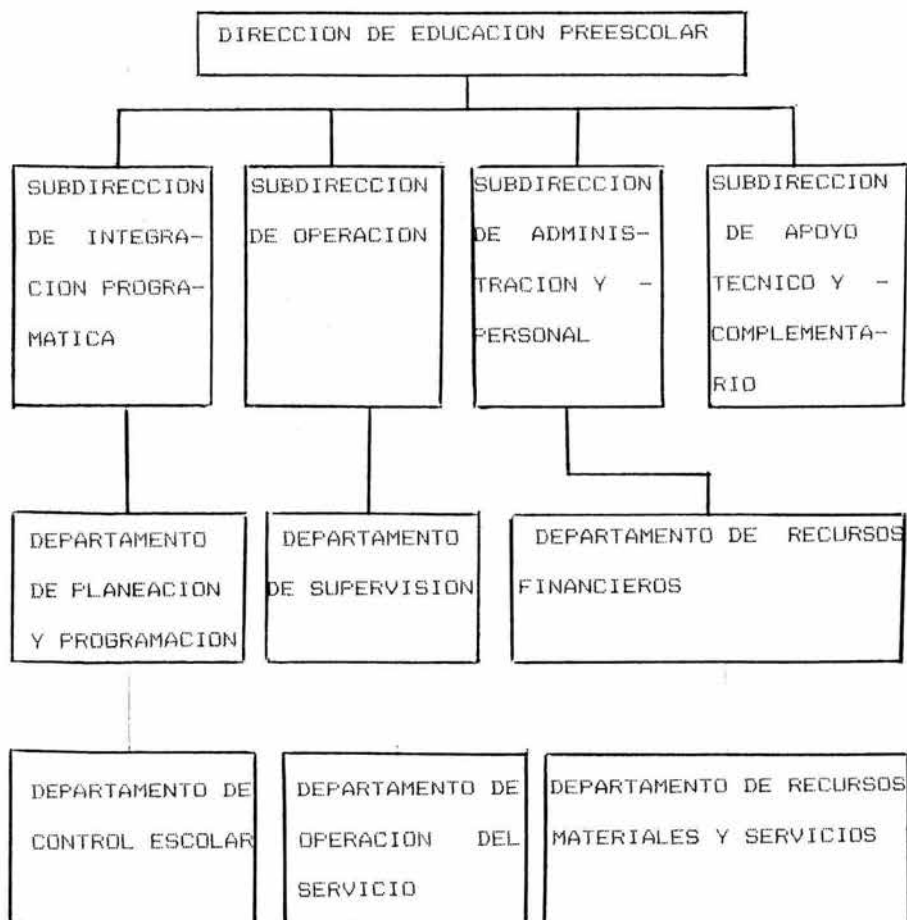 DIRECCION DE EDUCACION PREESCOLAR
SUBDIRECCION
DE INTEGRA-
CION PROGRA-
MATICA
SUBDIRECCION
DE OPERACION
SUBDIRECCION
DE ADMINIS-
TRACION Y -
PERSONAL
SUBDIRECCION
DE APOYO
TECNICO Y -
COMPLEMENTA-
RIO
DEPARTAMENTO
DE PLANEACION
Y PROGRAMACION
DEPARTAMENTO
DE SUPERVISION
DEPARTAMENTO DE RECURSOS
FINANCIEROS
DEPARTAMENTO DE
CONTROL ESCOLAR
DEPARTAMENTO DE
OPERACION DEL
SERVICIO
DEPARTAMENTO DE RECURSOS
MATERIALES Y SERVICIOS